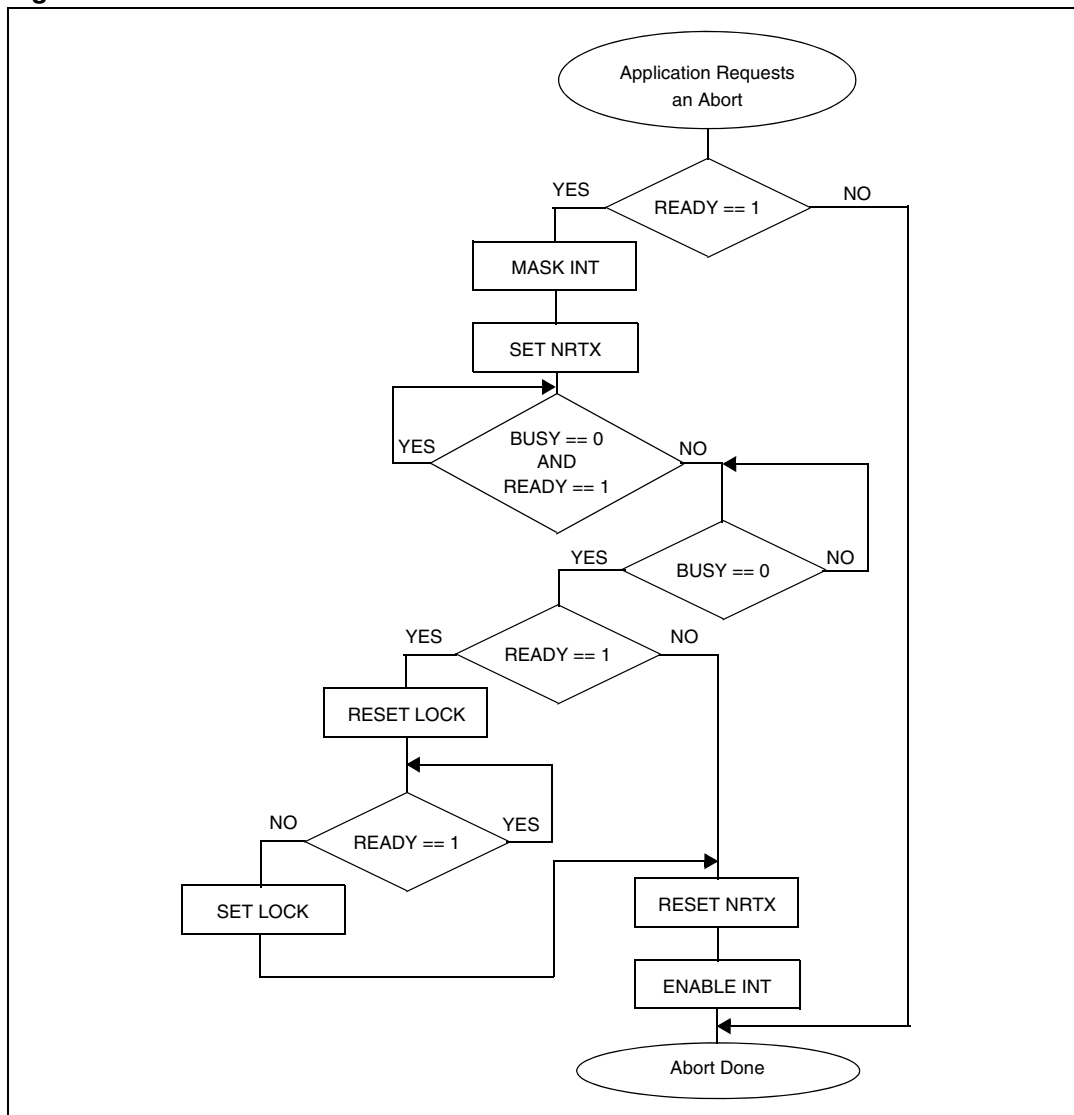 Application Requests
an Abort
YES
READY == 1
NO
MASK INT
SET NRTX
YES
BUSY == 0
AND
READY == 1
NO
YES
BUSY == 0
NO
YES
READY == 1
NO
RESET LOCK
NO
READY == 1
YES
SET LOCK
RESET NRTX
ENABLE INT
Abort Done